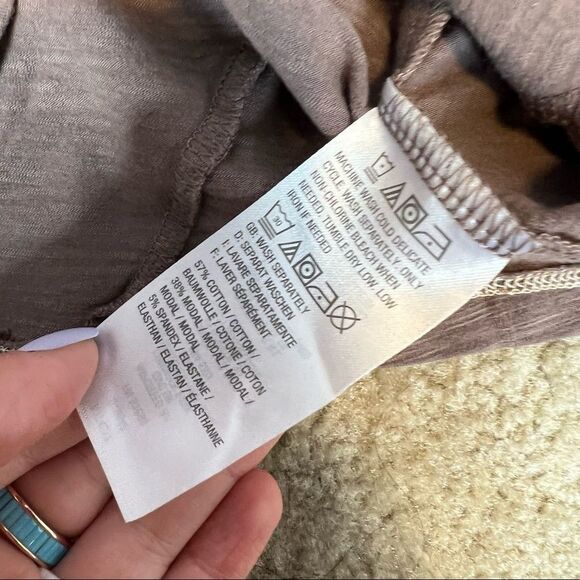 MACHINE WASH COLD DELICATE
CYCLE. WASH SEPARATELY. ONLY
NON-CHLORINE BLEACH WHEN
NEEDED. TUMBLE DRY LOW. LOW
IRON IF NEEDED.
30
GB: WASH SEPARATELY
D: SEPARAT WASCHEN
I: LAVARE SEPARATAMENTE
F: LAVER SEPARÉMENT
57% COTTON / COTTON /
BAUMWOLLE / COTONE / COTON
38% MODAL / MODAL /
MODAL / MODAL / MODAL
5% SPANDEX / ELASTANE /
ELASTHAN / ELASTAN / ÉLASTHANNE